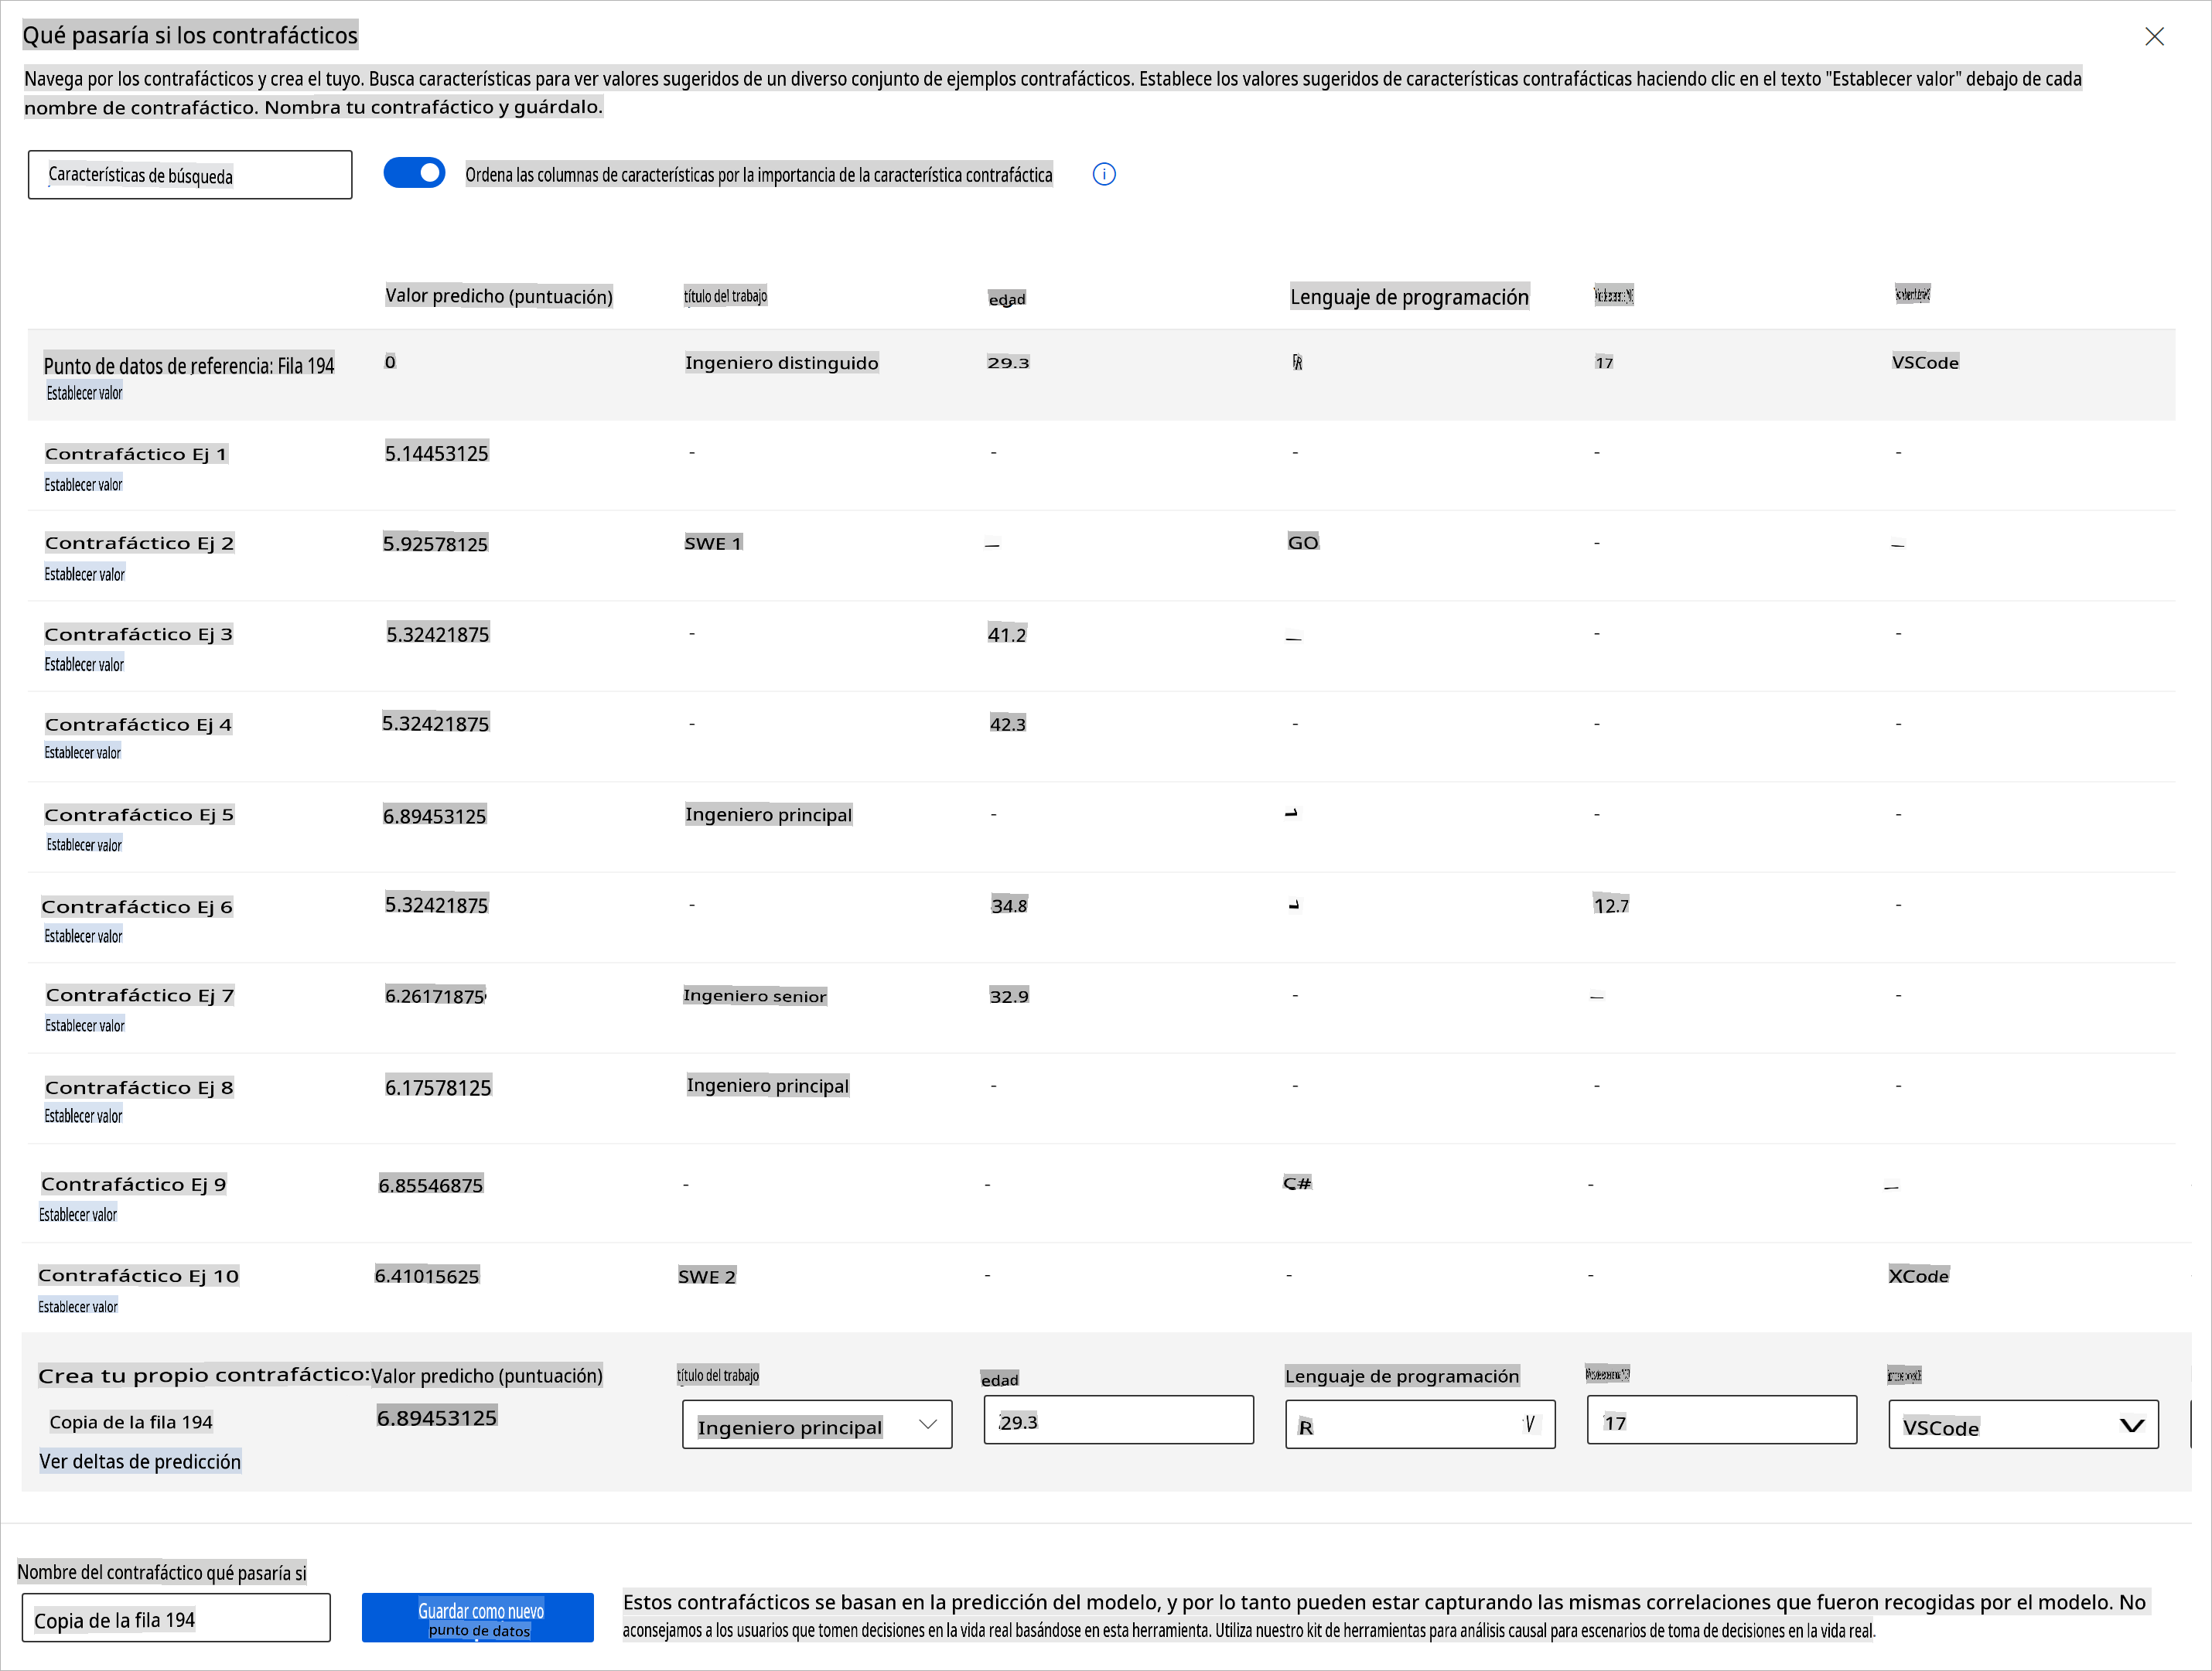 Qué pasaría si los contrafácticos
Navega por los contrafácticos y crea el tuyo. Busca características para ver valores sugeridos de un diverso conjunto de ejemplos contrafácticos. Establece los valores sugeridos de características contrafácticas haciendo clic en el texto "Establecer valor" debajo de cada
nombre de contrafáctico. Nombra tu contrafáctico y guárdalo.
Características de búsqueda
Ordena las columnas de características por la importancia de la característica contrafáctica
Valor predicho (puntuación) título del trabajo edad Lenguaje de programación
Punto de datos de referencia: Fila 194 0 Ingeniero distinguido 29.3 R 17 VSCode
Establecer valor
Contrafáctico Ej 1 5.14453125 - - - - -
Establecer valor
Contrafáctico Ej 2 5.92578125 SWE 1 - GO - -
Establecer valor
Contrafáctico Ej 3 5.32421875 - 41.2 - - -
Establecer valor
Contrafáctico Ej 4 5.32421875 - 42.3 - - -
Establecer valor
Contrafáctico Ej 5 6.89453125 Ingeniero principal - - -
Establecer valor
Contrafáctico Ej 6 5.32421875 - 34.8 12.7 -
Establecer valor
Contrafáctico Ej 7 6.26171875 Ingeniero senior 32.9 - - -
Establecer valor
Contrafáctico Ej 8 6.17578125 Ingeniero principal - - - -
Establecer valor
Contrafáctico Ej 9 6.85546875 - - C# - -
Establecer valor
Contrafáctico Ej 10 6.41015625 SWE 2 - - - XCode
Establecer valor
Crea tu propio contrafáctico: Valor predicho (puntuación) título del trabajo edad Lenguaje de programación
Copia de la fila 194 6.89453125 Ingeniero principal 29.3 R 17 VSCode
Ver deltas de predicción
Nombre del contrafáctico qué pasaría si
Copia de la fila 194
Guardar como nuevo
punto de datos
Estos contrafácticos se basan en la predicción del modelo, y por lo tanto pueden estar capturando las mismas correlaciones que fueron recogidas por el modelo. No
aconsejamos a los usuarios que tomen decisiones en la vida real basándose en esta herramienta. Utiliza nuestro kit de herramientas para análisis causal para escenarios de toma de decisiones en la vida real.